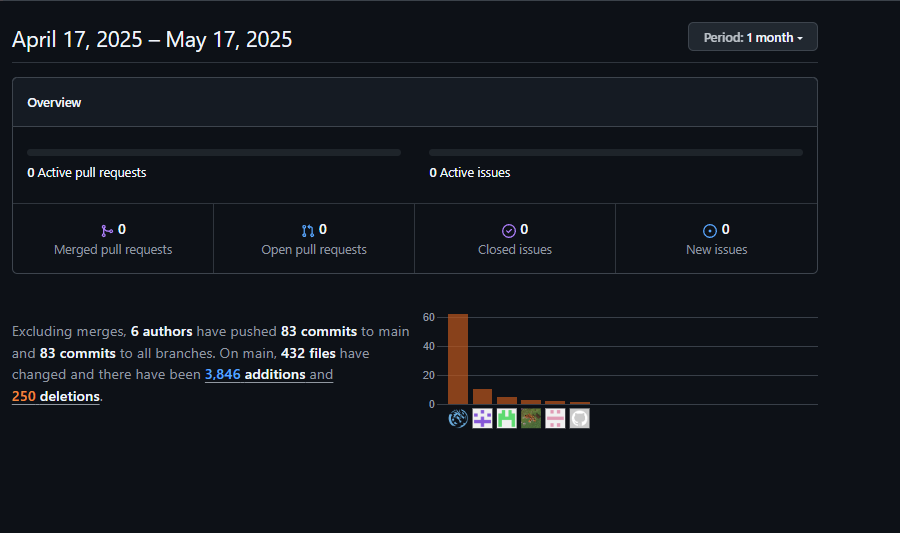 April 17, 2025 – May 17, 2025
Period: 1 month
Overview
0 Active pull requests
0 Active issues
0
Merged pull requests
0
Open pull requests
0
Closed issues
0
New issues
Excluding merges, 6 authors have pushed 83 commits to main
and 83 commits to all branches. On main, 432 files have
changed and there have been 3,846 additions and
250 deletions.
60
40
20
0